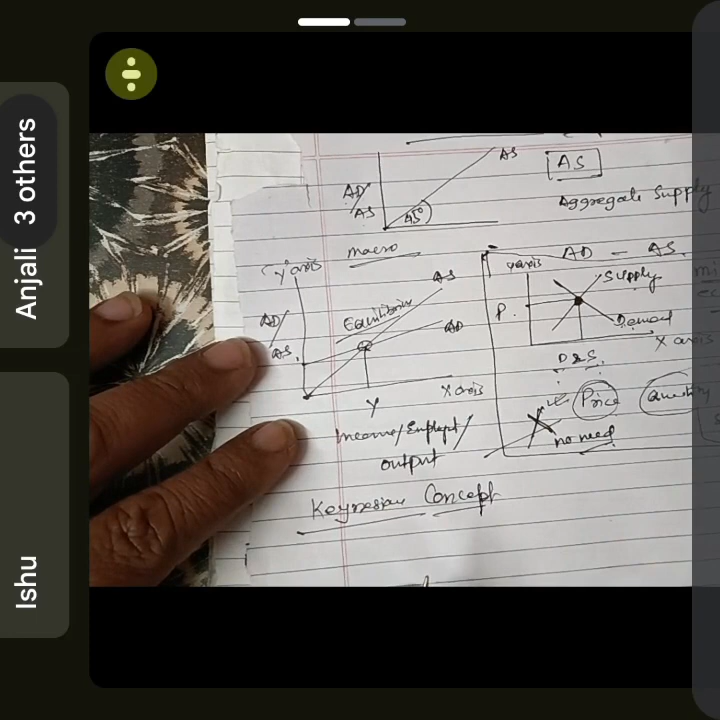 Anjali 3 others
Ishu
AS
AD/
AS
45°
AS
Aggregate Supply
macro
y axis
AD/
AS.
Equilibrium
AS
AD
X axis
Y
Income/Employt/
output
Keynesian Concept
AD - AS.
y axis
Supply
P.
Demand
X axis
D & S.
Price
no need